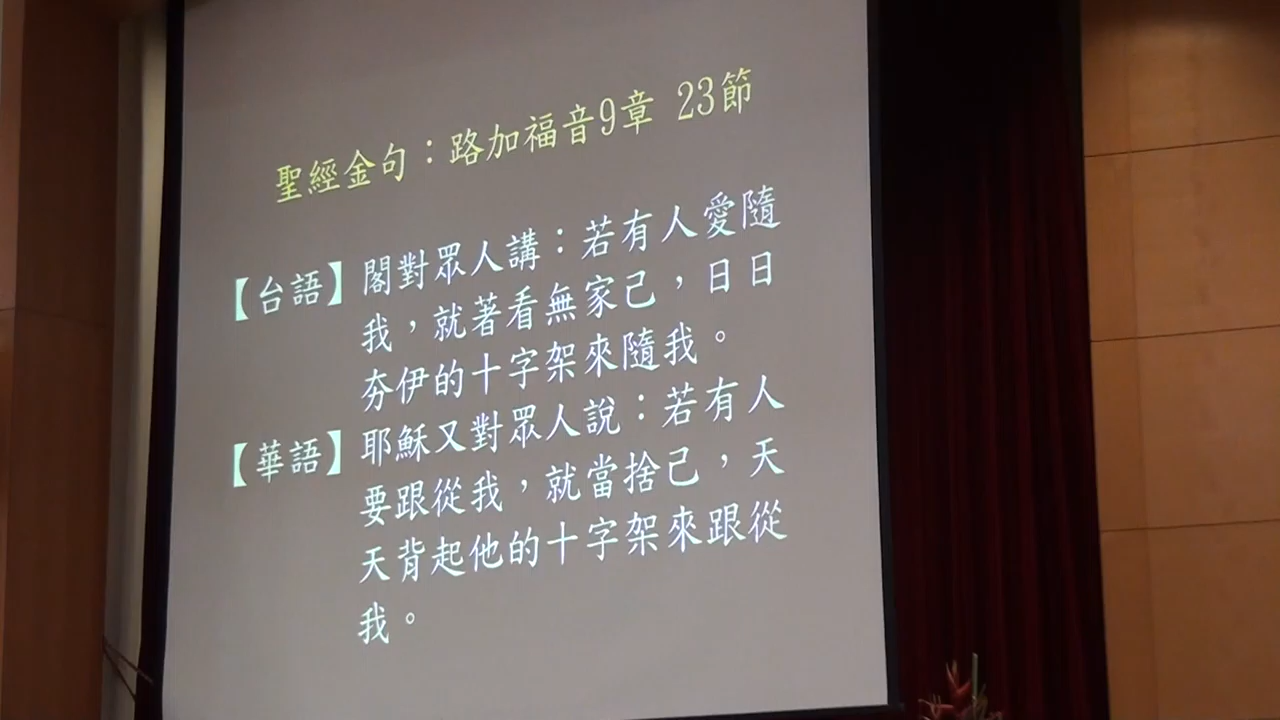 聖經金句：路加福音9章 23節
【台語】閣對眾人講：若有人愛隨
我，就著看無家己，日日
夯伊的十字架來隨我。
【華語】耶穌又對眾人說：若有人
要跟從我，就當捨己，天
天背起他的十字架來跟從
我。